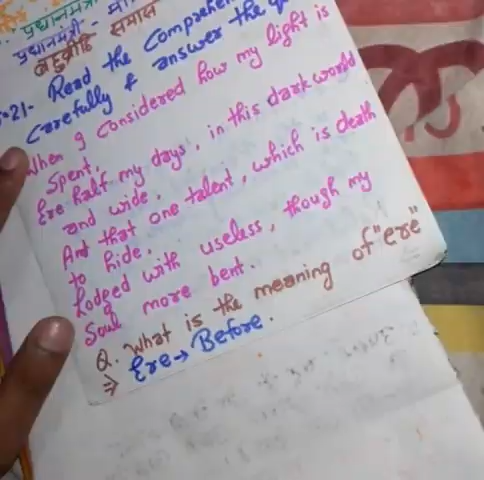 प्रधानमंत्री
प्रधानमंत्री - 
बहुव्रीहि समास
21- Read the Comprehen
Carefully & answer the
When I Considered how my light is
Spent,
Ere half my days, in this dark world
and wide,
And that one talent, which is death
to hide,
Lodged with useless, though my
Soul more bent.
Q. What is the meaning of "ere"
⇒ Ere → Before.